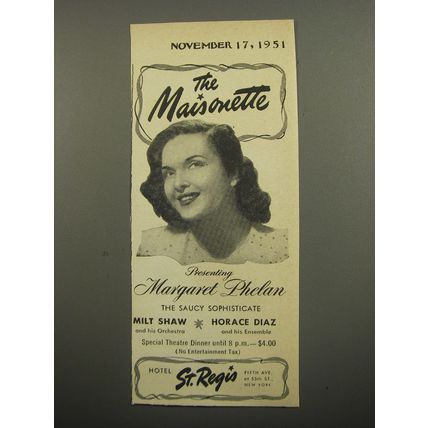 NOVEMBER 17, 1951
The
Maisonette
Presenting
Margaret Phelan
THE SAUCY SOPHISTICATE
MILT SHAW
and his Orchestra
HORACE DIAZ
and his Ensemble
Special Theatre Dinner until 8 p.m.—$4.00
(No Entertainment Tax)
HOTEL
St. Regis
FIFTH AVE.
at 55th ST.,
NEW YORK